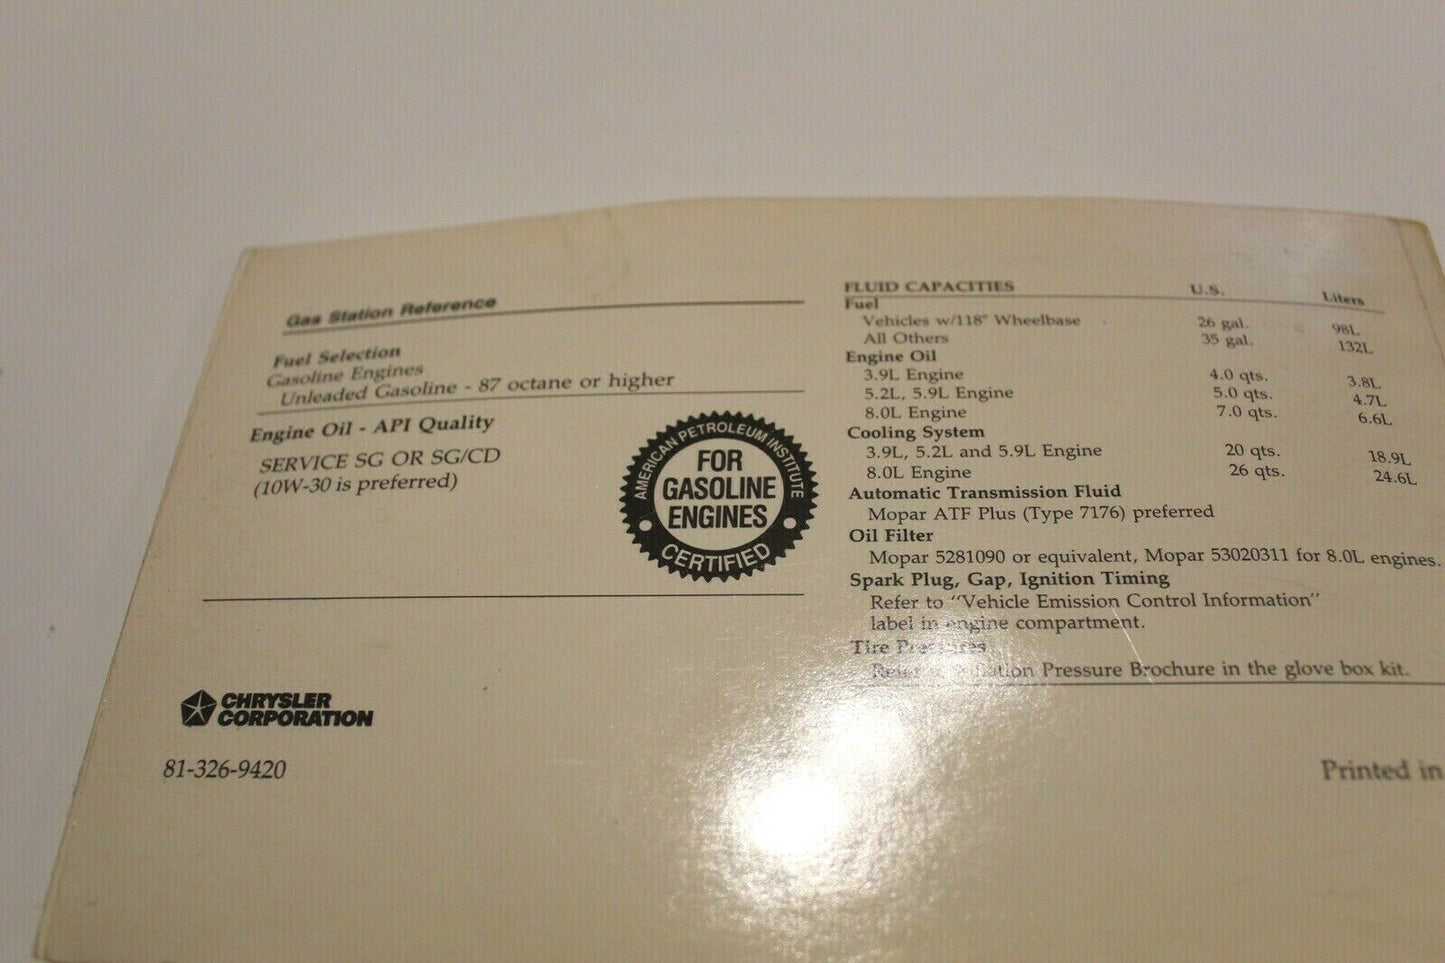 Gas Station Reference
Fuel Selection
Gasoline Engines
Unleaded Gasoline - 87 octane or higher
Engine Oil - API Quality
SERVICE SG OR SG/CD
(10W-30 is preferred)
AMERICAN PETROLEUM INSTITUTE
FOR
GASOLINE
ENGINES
CERTIFIED
CHRYSLER
CORPORATION
81-326-9420
FLUID CAPACITIES U.S. Liters
Fuel
Vehicles w/118" Wheelbase 26 gal. 98L
All Others 35 gal. 132L
Engine Oil
3.9L Engine 4.0 qts. 3.8L
5.2L, 5.9L Engine 5.0 qts. 4.7L
8.0L Engine 7.0 qts. 6.6L
Cooling System
3.9L, 5.2L and 5.9L Engine 20 qts. 18.9L
8.0L Engine 26 qts. 24.6L
Automatic Transmission Fluid
Mopar ATF Plus (Type 7176) preferred
Oil Filter
Mopar 5281090 or equivalent, Mopar 53020311 for 8.0L engines.
Spark Plug, Gap, Ignition Timing
Refer to "Vehicle Emission Control Information"
label in engine compartment.
Tire Pressures
Pressure Brochure in the glove box kit.
Printed in